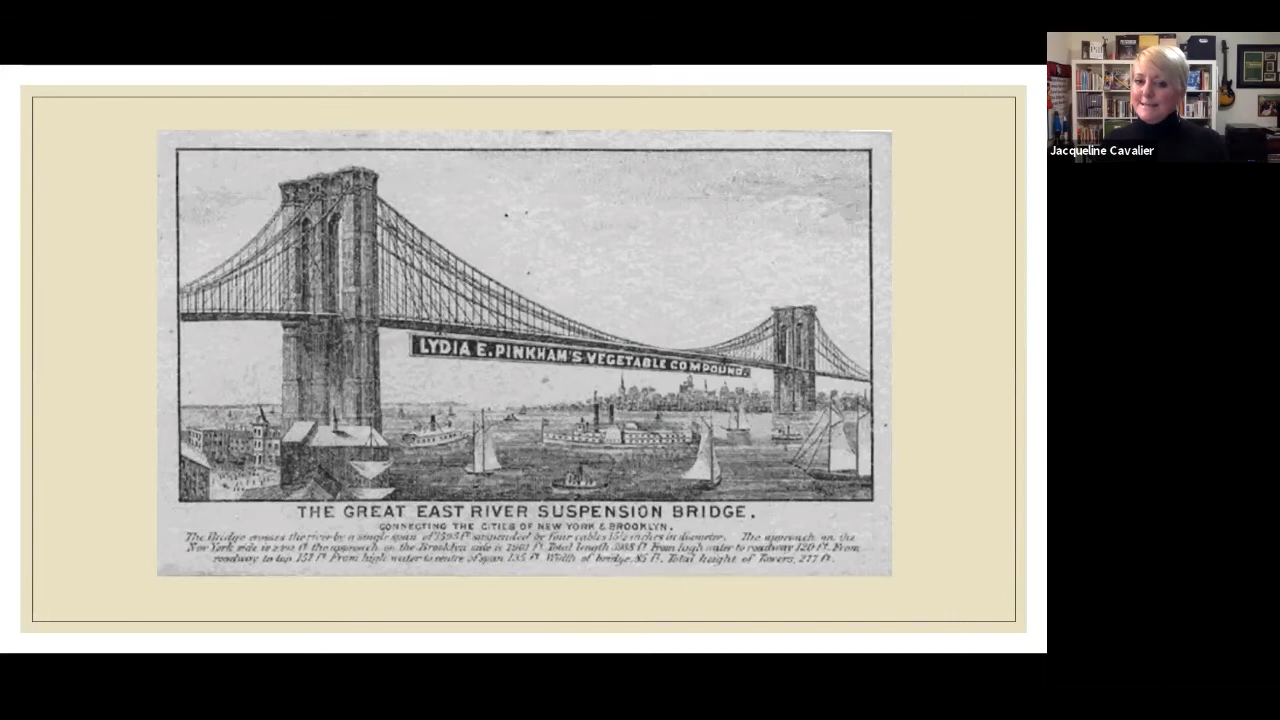 LYDIA E. PINKHAM'S VEGETABLE COMPOUND.
THE GREAT EAST RIVER SUSPENSION BRIDGE.
CONNECTING THE CITIES OF NEW YORK & BROOKLYN.
The Bridge crosses the river by a single span of 1595 ft suspended by four cables 15½ inches in diameter. The approach on the
New York side is ft the approach on the Brooklyn side is ft. Total length ft From high water to roadway 120 ft. From
roadway to top 157 ft From high water to centre of span 135 ft. Width of bridge, 85 ft. Total height of Towers, 277 ft.
Jacqueline Cavalier